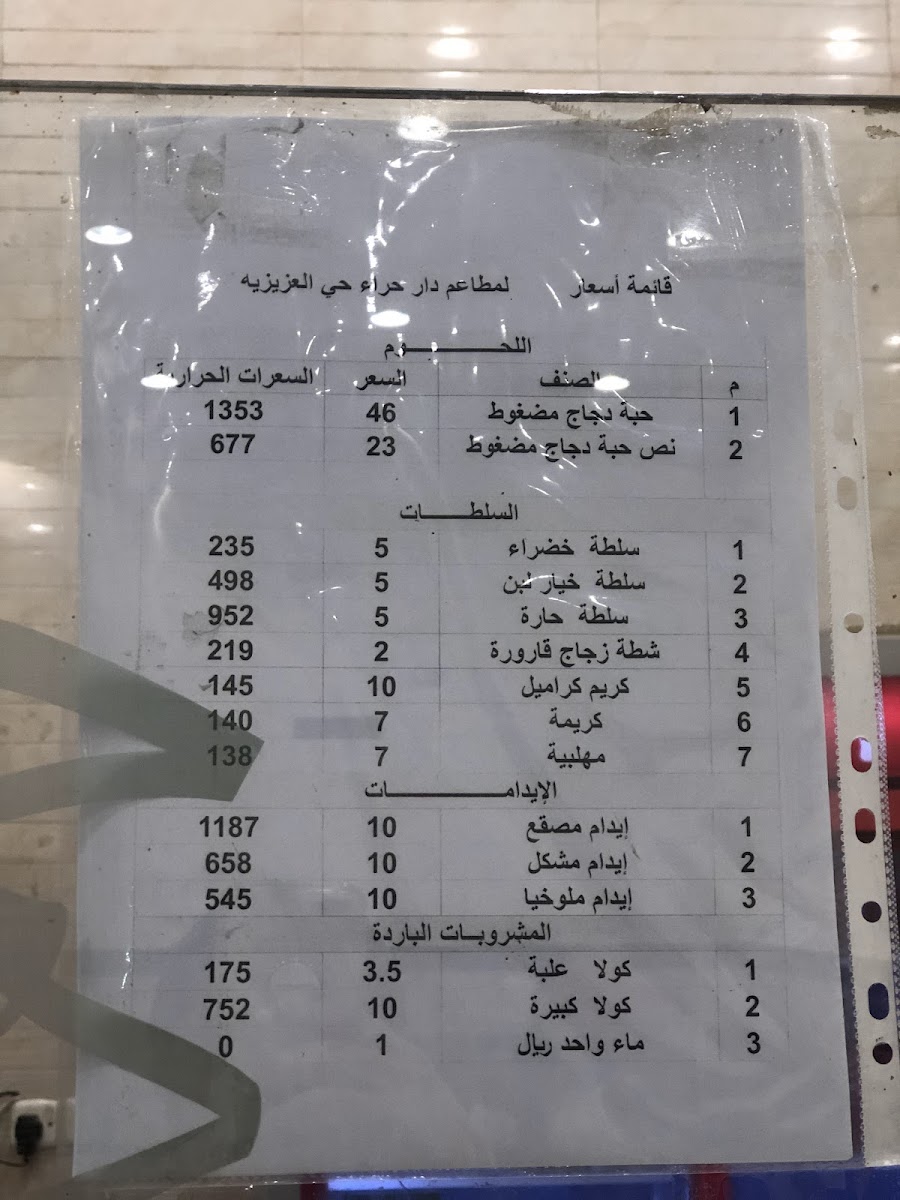 قائمة أسعار لمطاعم دار حراء حي العزيزيه
اللحـــــــــــوم
م الصنف السعر السعرات الحرارية
1 حبة دجاج مضغوط 46 1353
2 نص حبة دجاج مضغوط 23 677
السلطـــــــات
1 سلطة خضراء 5 235
2 سلطة خيار لبن 5 498
3 سلطة حارة 5 952
4 شطة زجاج قارورة 2 219
5 كريم كراميل 10 145
6 كريمة 7 140
7 مهلبية 7 138
الإيدامـــــــــــــــــات
1 إيدام مصقع 10 1187
2 إيدام مشكل 10 658
3 إيدام ملوخيا 10 545
المشروبــات الباردة
1 كولا علبة 3.5 175
2 كولا كبيرة 10 752
3 ماء واحد ريال 1 0